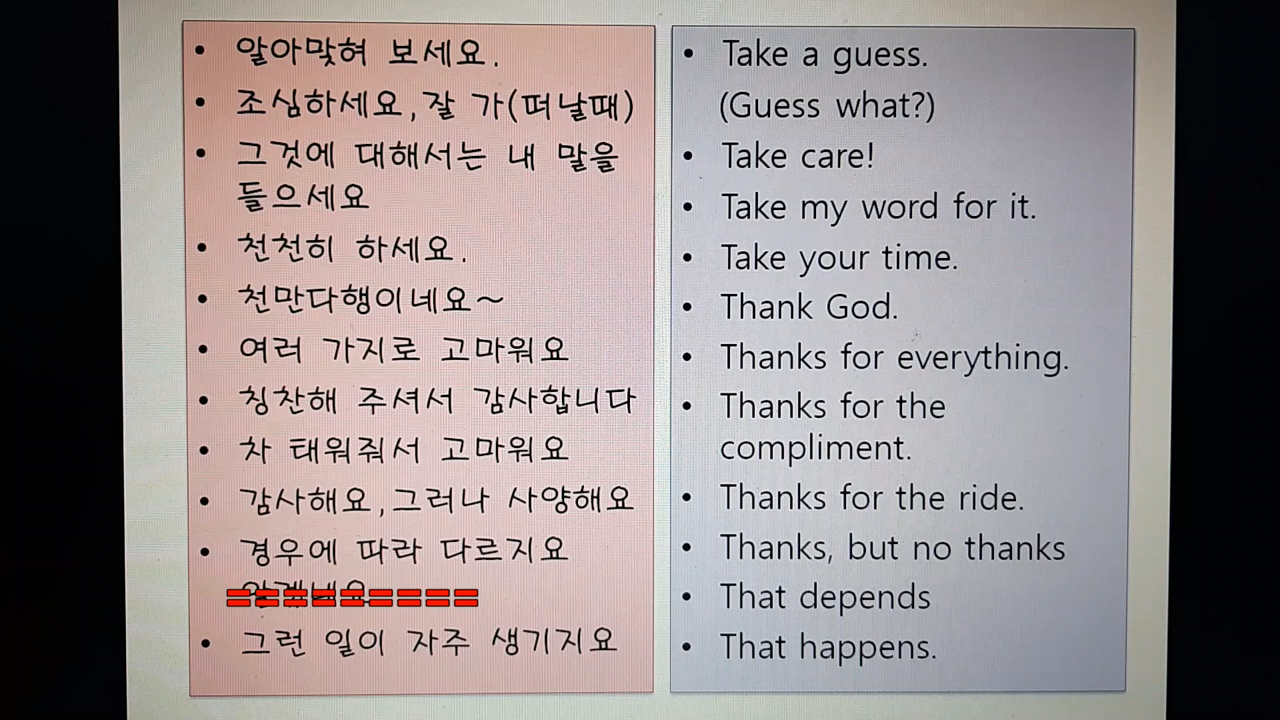 • 알아맞혀 보세요.
• 조심하세요,잘 가(떠날때)
• 그것에 대해서는 내 말을
들으세요
• 천천히 하세요.
• 천만다행이네요~
• 여러 가지로 고마워요
• 칭찬해 주셔서 감사합니다
• 차 태워줘서 고마워요
• 감사해요,그러나 사양해요
• 경우에 따라 다르지요
• 그런 일이 자주 생기지요
• Take a guess.
(Guess what?)
• Take care!
• Take my word for it.
• Take your time.
• Thank God.
• Thanks for everything.
• Thanks for the
compliment.
• Thanks for the ride.
• Thanks, but no thanks
• That depends
• That happens.